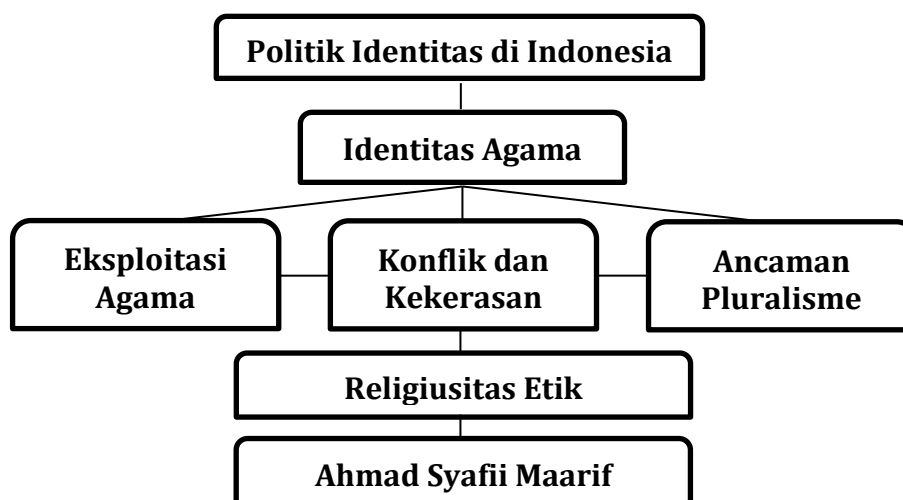 Politik Identitas di Indonesia
Identitas Agama
Eksploitasi
Agama
Konflik dan
Kekerasan
Ancaman
Pluralisme
Religiusitas Etik
Ahmad Syafii Maarif